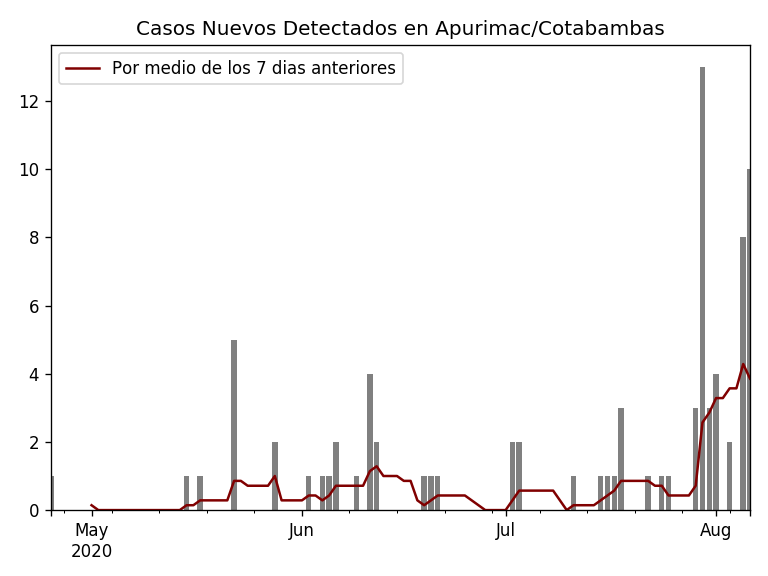 Casos Nuevos Detectados en Apurimac/Cotabambas
Por medio de los 7 dias anteriores
12
10
8
6
4
2
0
May
2020
Jun
Jul
Aug